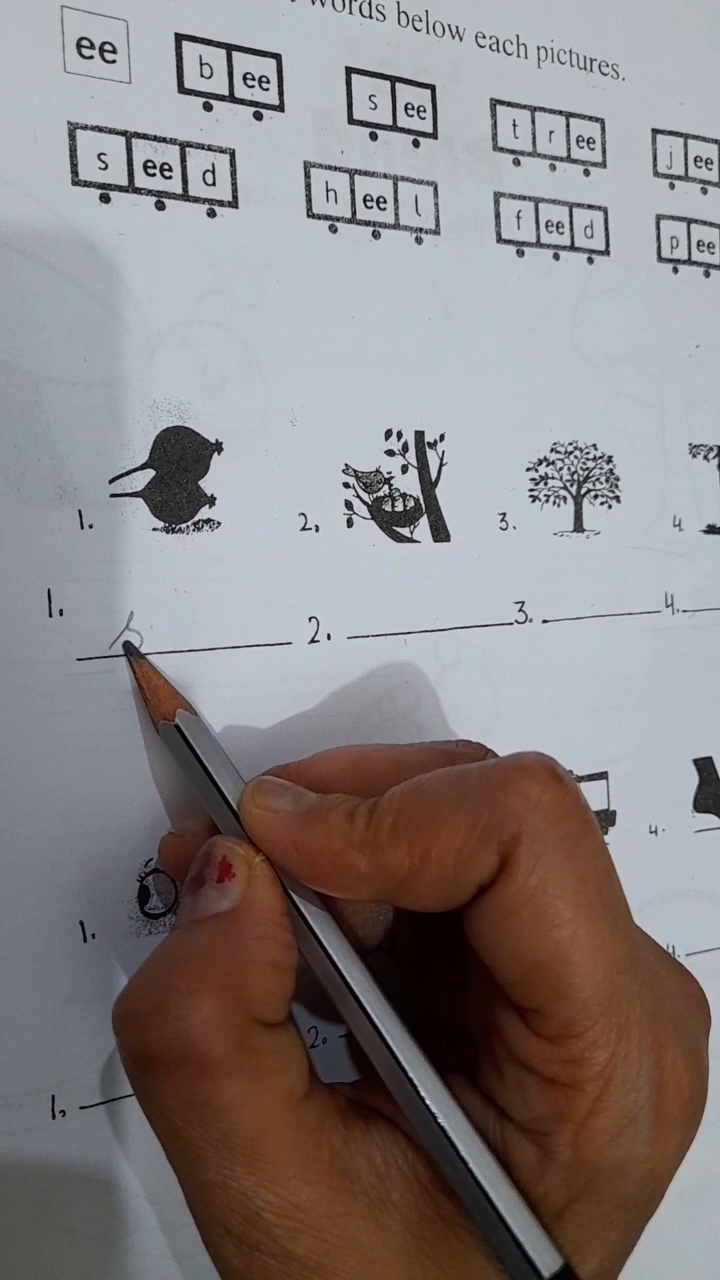 words below each pictures.
ee b ee s ee t r ee j ee
s ee d h ee l f ee d p ee
1. 2. 3. 4.
1. 2. 3. 4.
4.
1.
2.
1.